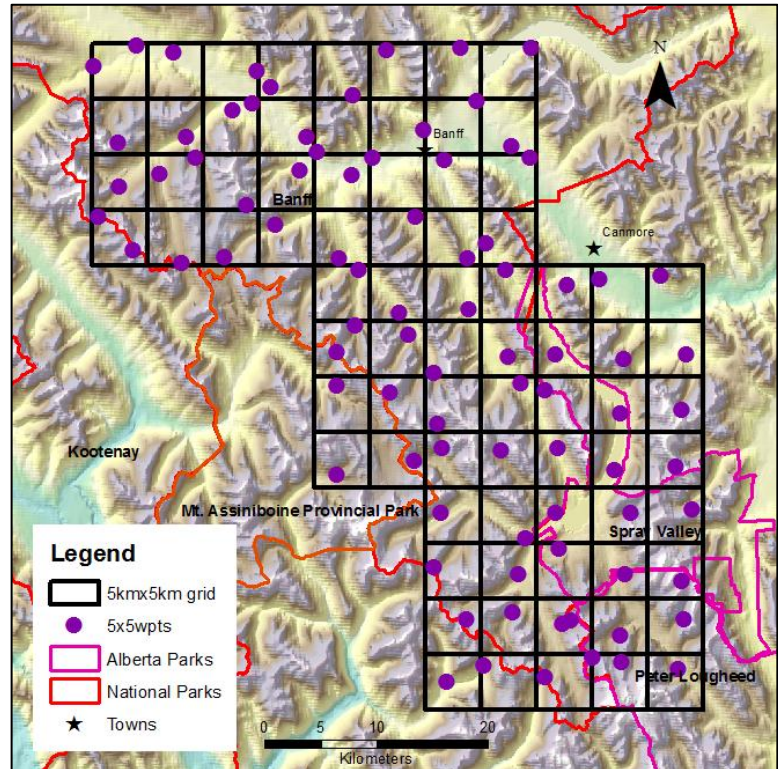 N
Banff
Banff
Canmore
Kootenay
Mt. Assiniboine Provincial Park
Spray Valley
Peter Lougheed
Legend
5kmx5km grid
5x5wpts
Alberta Parks
National Parks
Towns
0 5 10 20
Kilometers